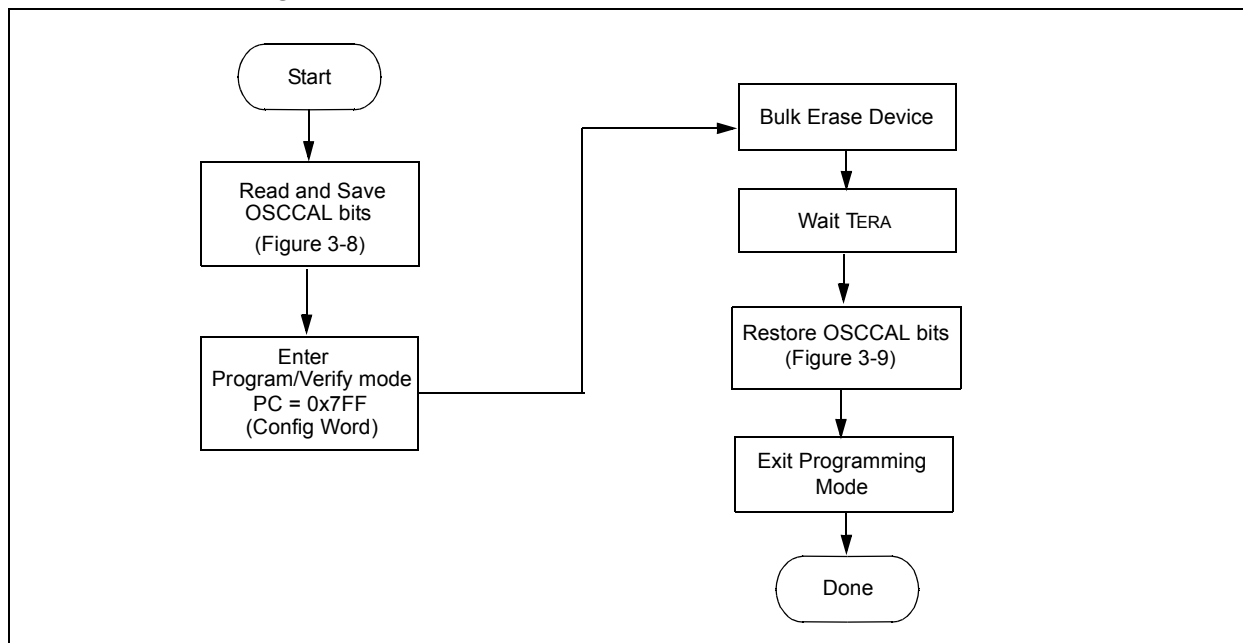 Start
Read and Save
OSCCAL bits
(Figure 3-8)
Enter
Program/Verify mode
PC = 0x7FF
(Config Word)
Bulk Erase Device
Wait TERA
Restore OSCCAL bits
(Figure 3-9)
Exit Programming
Mode
Done